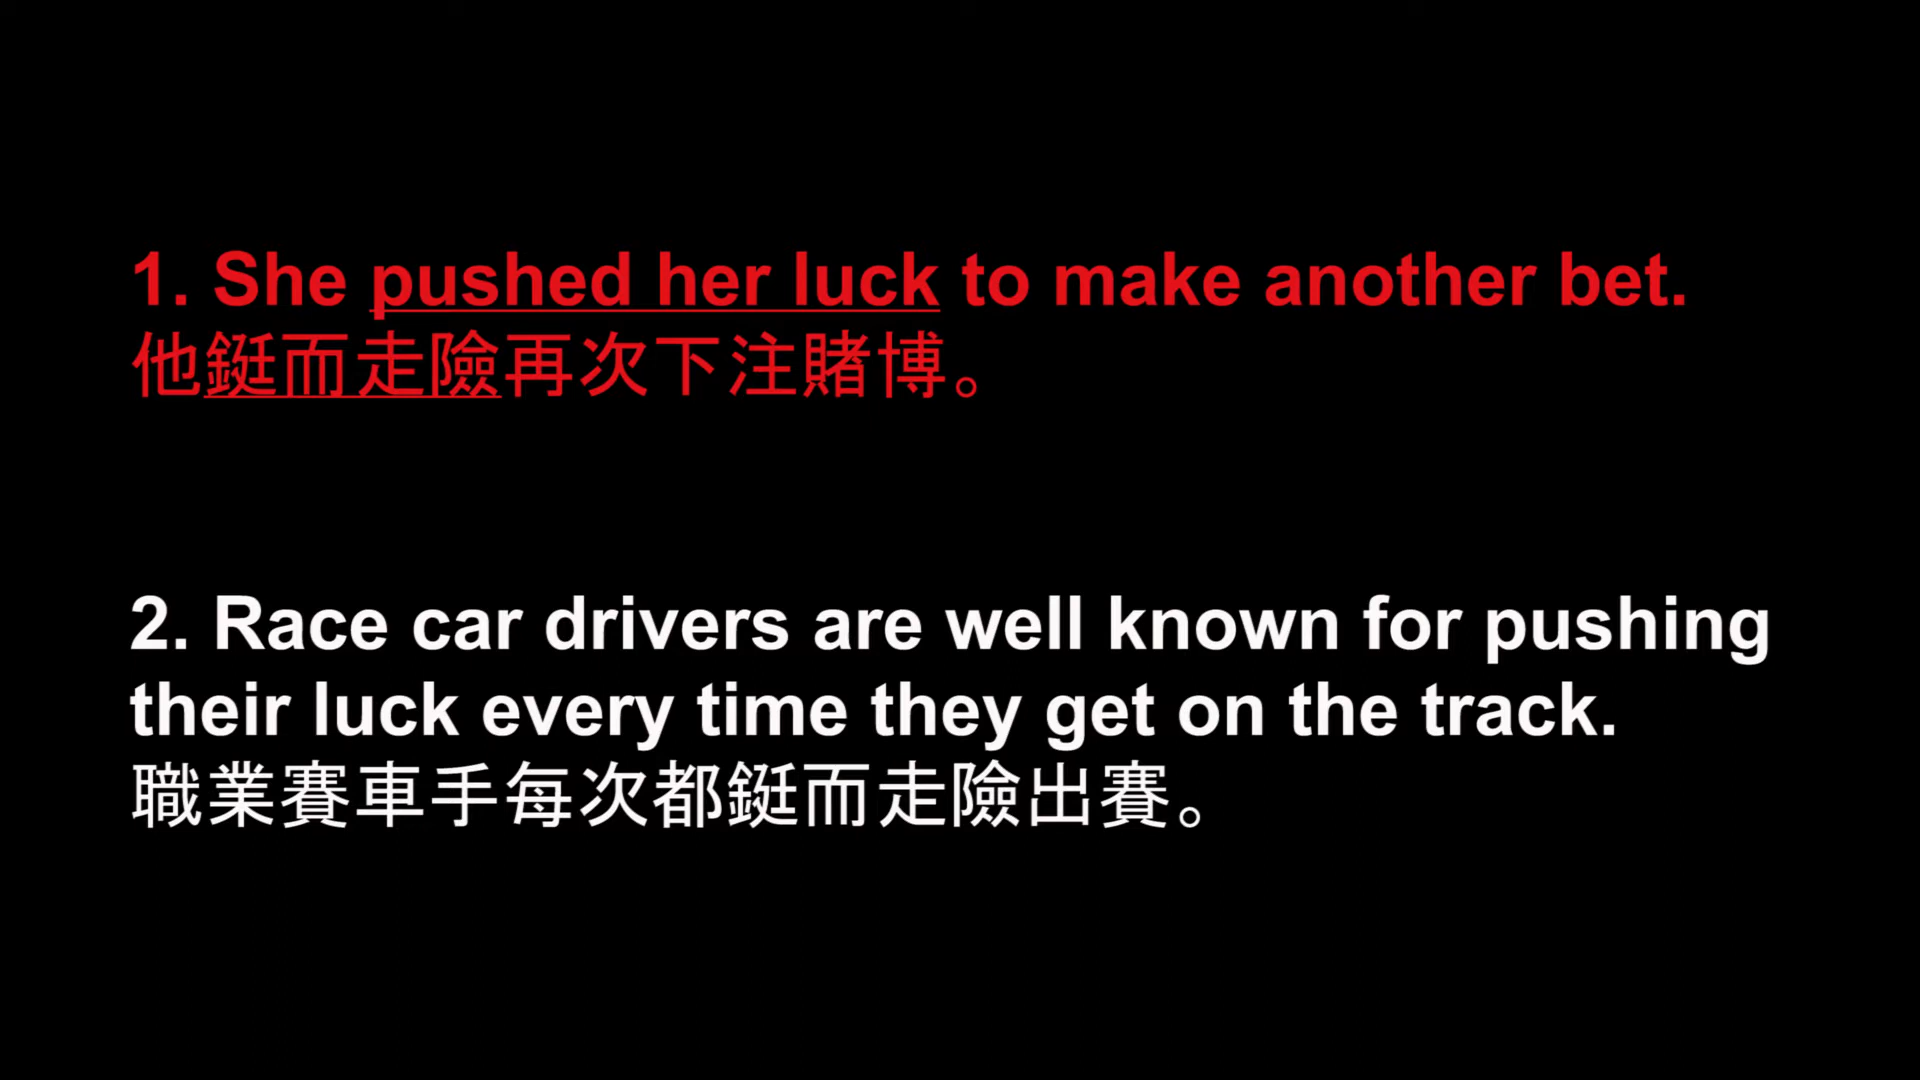 1. She pushed her luck to make another bet.
他鋌而走險再次下注賭博。
2. Race car drivers are well known for pushing
their luck every time they get on the track.
職業賽車手每次都鋌而走險出賽。